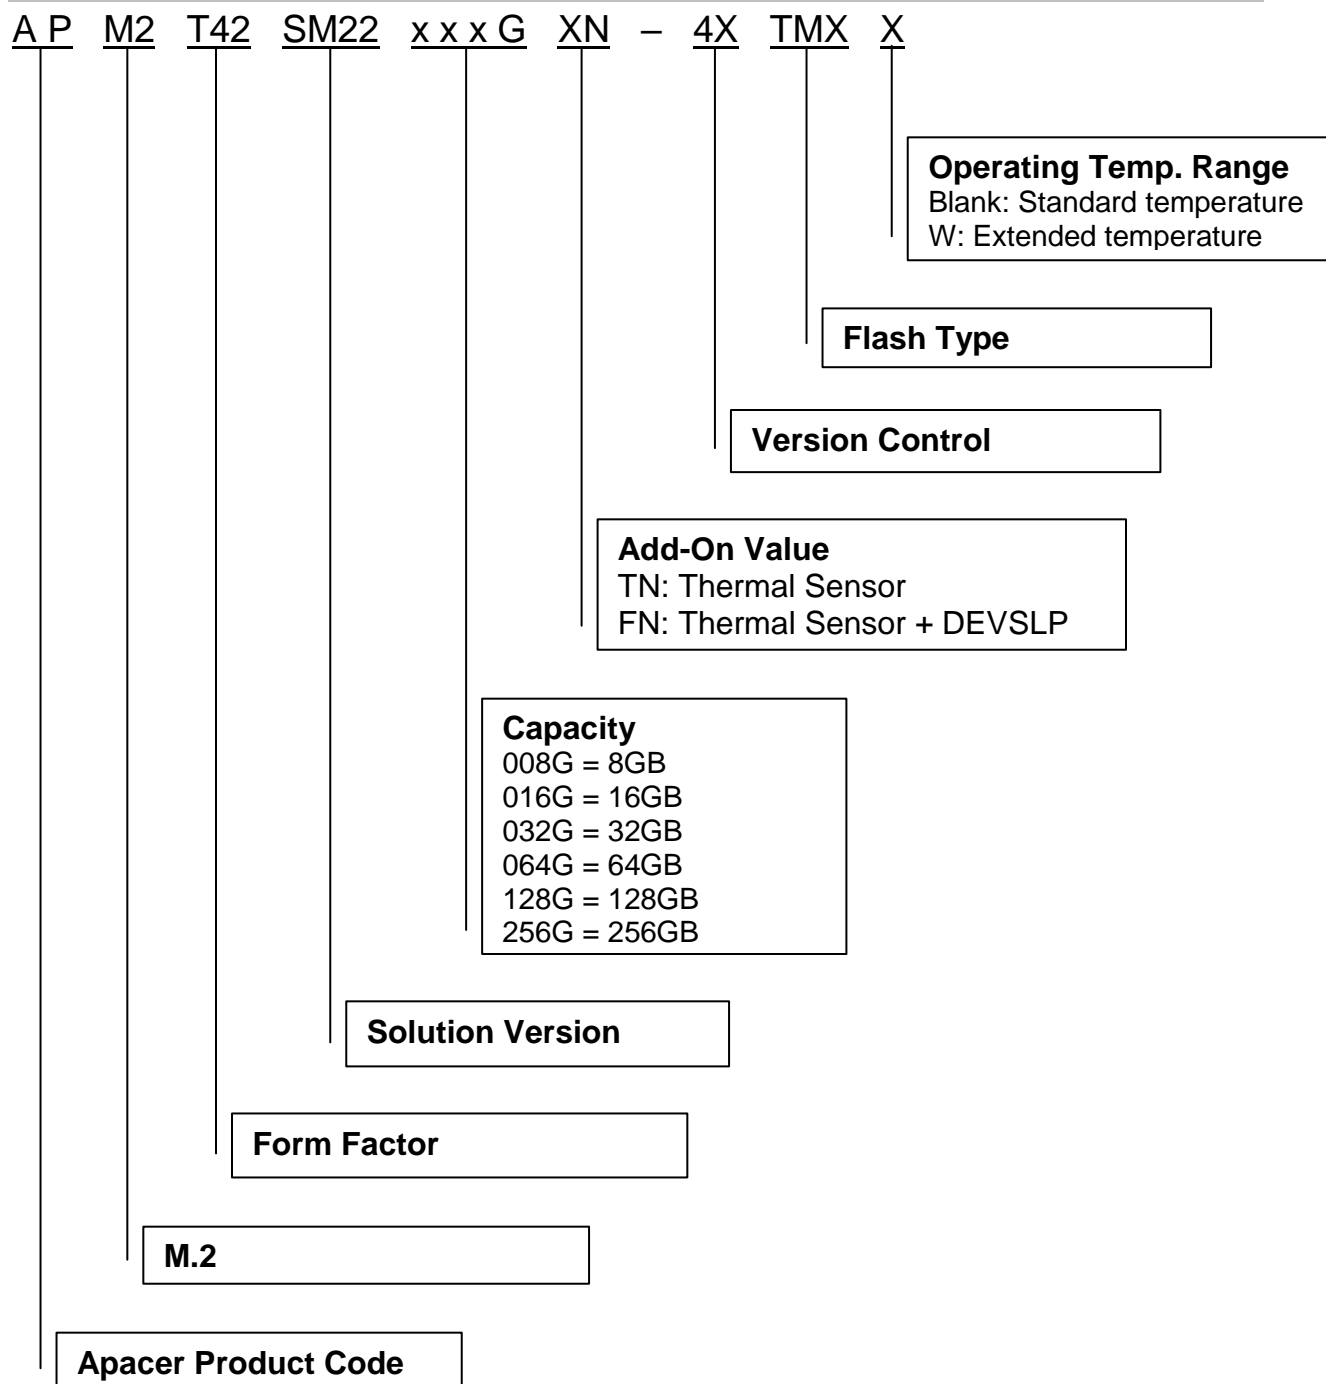 A P M2 T42 SM22 x x x G XN – 4X TMX X
Operating Temp. Range
Blank: Standard temperature
W: Extended temperature
Flash Type
Version Control
Add-On Value
TN: Thermal Sensor
FN: Thermal Sensor + DEVSLP
Capacity
008G = 8GB
016G = 16GB
032G = 32GB
064G = 64GB
128G = 128GB
256G = 256GB
Solution Version
Form Factor
M.2
Apacer Product Code